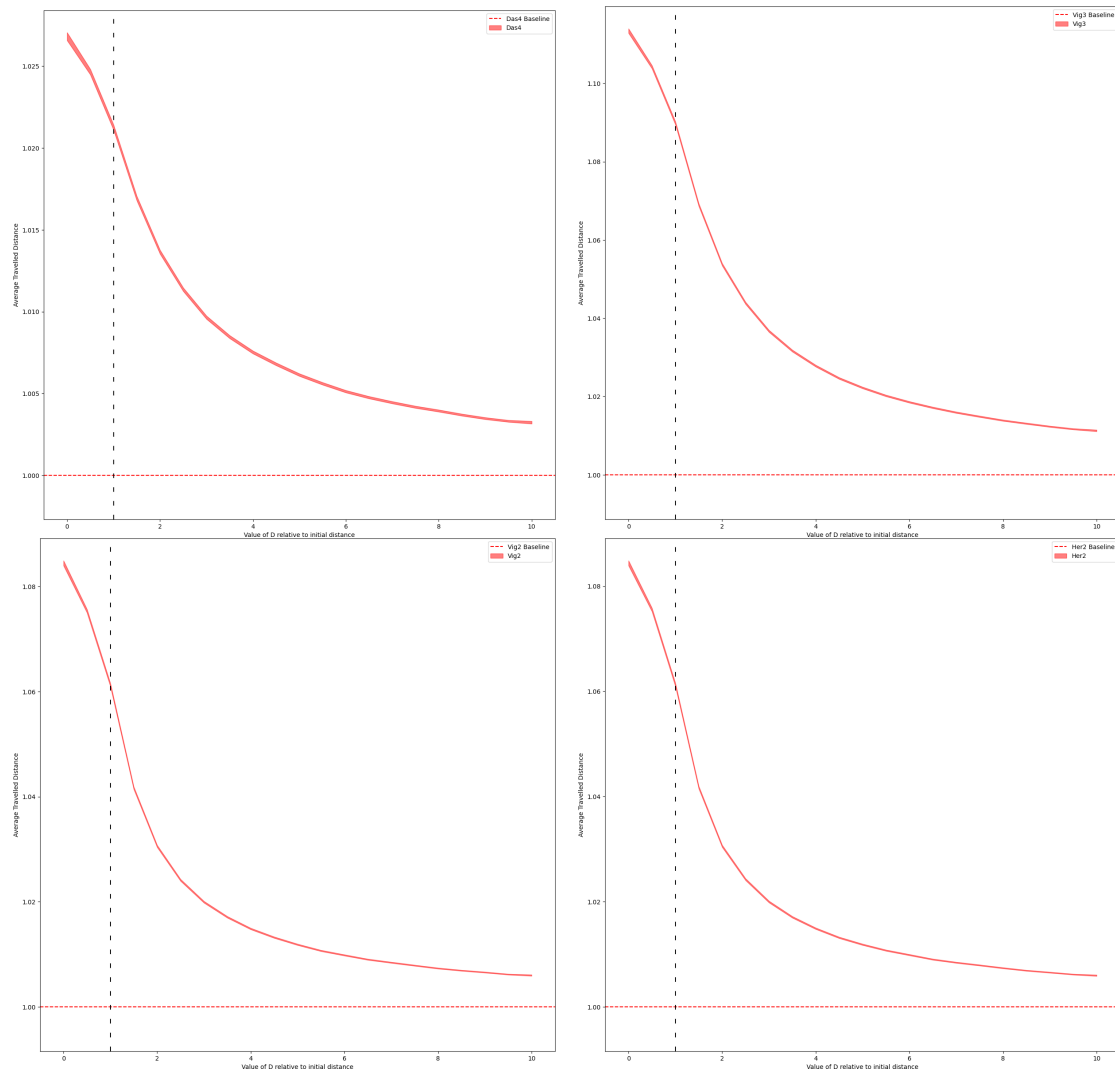 Das4 Baseline
Das4
Average Travelled Distance
1.025
1.020
1.015
1.010
1.005
1.000
0 2 4 6 8 10
Value of D relative to initial distance
Vig3 Baseline
Vig3
Average Travelled Distance
1.10
1.08
1.06
1.04
1.02
1.00
0 2 4 6 8 10
Value of D relative to initial distance
Vig2 Baseline
Vig2
Average Travelled Distance
1.08
1.06
1.04
1.02
1.00
0 2 4 6 8 10
Value of D relative to initial distance
Her2 Baseline
Her2
Average Travelled Distance
1.08
1.06
1.04
1.02
1.00
0 2 4 6 8 10
Value of D relative to initial distance